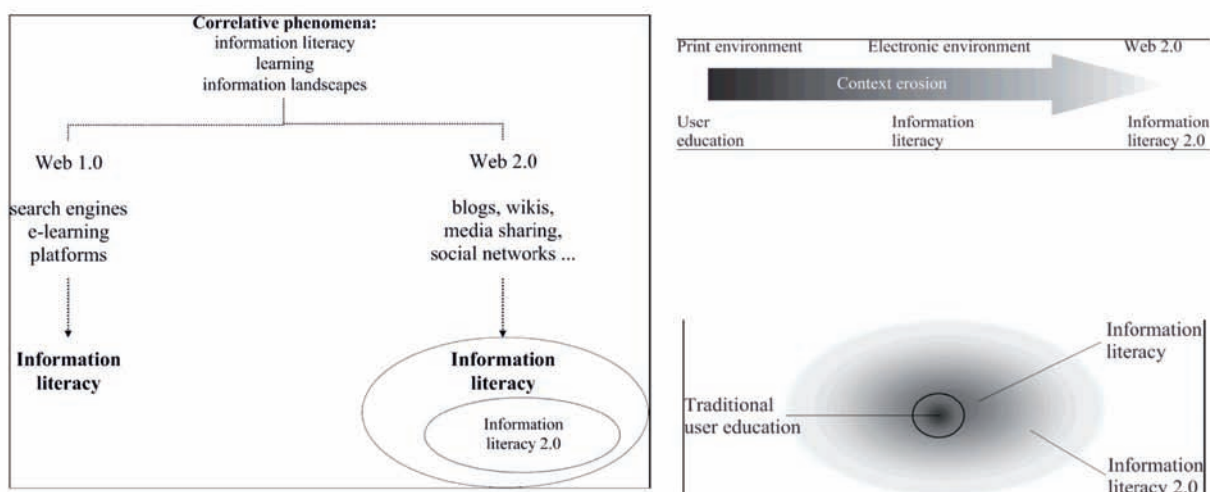 Correlative phenomena:
information literacy
learning
information landscapes
Web 1.0
search engines
e-learning
platforms
Information
literacy
Web 2.0
blogs, wikis,
media sharing,
social networks ...
Information
literacy
Information
literacy 2.0
Print environment
Electronic environment
Web 2.0
Context erosion
User
education
Information
literacy
Information
literacy 2.0
Information
literacy
Traditional
user education
Information
literacy 2.0